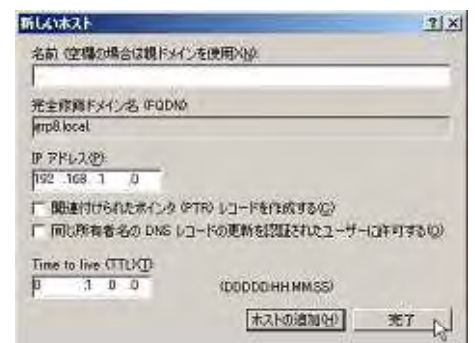 新しいホスト
名前 (空欄の場合は親ドメインを使用)(N):
完全修飾ドメイン名 (FQDN):
grp8.local.
IP アドレス(P):
192 .168 .1 .0
関連付けられたポインタ (PTR) レコードを作成する(C)
同じ所有者名の DNS レコードの更新を認証されたユーザーに許可する(O)
Time to live (TTL)(T):
0 :1 :0 :0 (DDDDD:HH.MM.SS)
ホストの追加(H) 完了